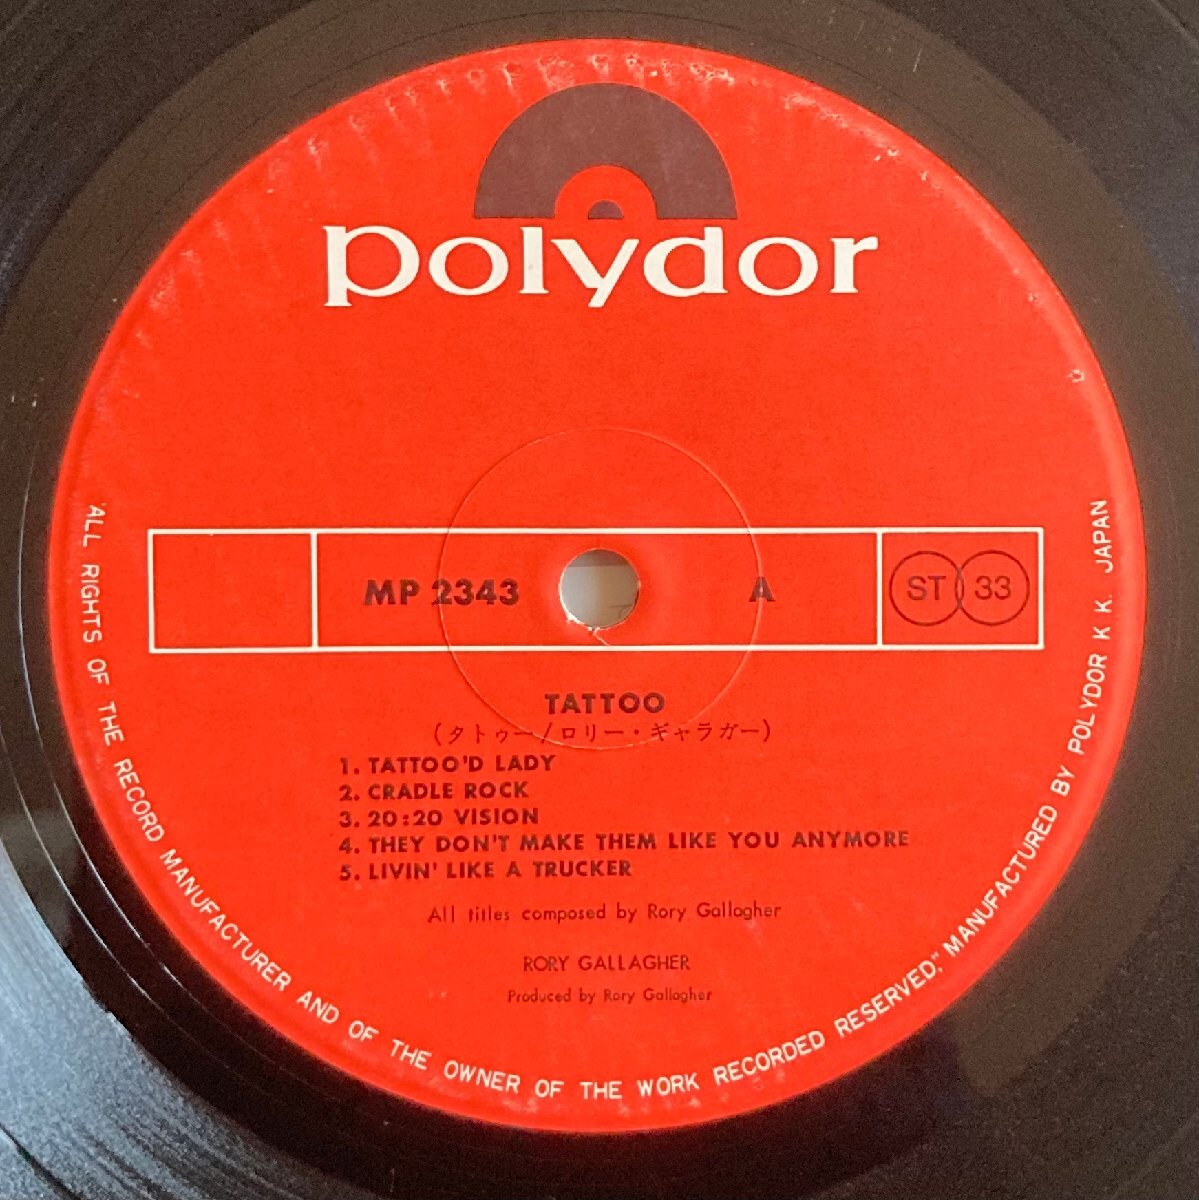 polydor
MP 2343 A ST 33
TATTOO
(タトゥー/ロリー・ギャラガー)
1. TATTOO'D LADY
2. CRADLE ROCK
3. 20:20 VISION
4. THEY DON'T MAKE THEM LIKE YOU ANYMORE
5. LIVIN' LIKE A TRUCKER
All titles composed by Rory Gallagher
RORY GALLAGHER
Produced by Rory Gallagher
"ALL RIGHTS OF THE RECORD MANUFACTURER AND OF THE OWNER OF THE WORK RECORDED RESERVED," MANUFACTURED BY POLYDOR K K. JAPAN